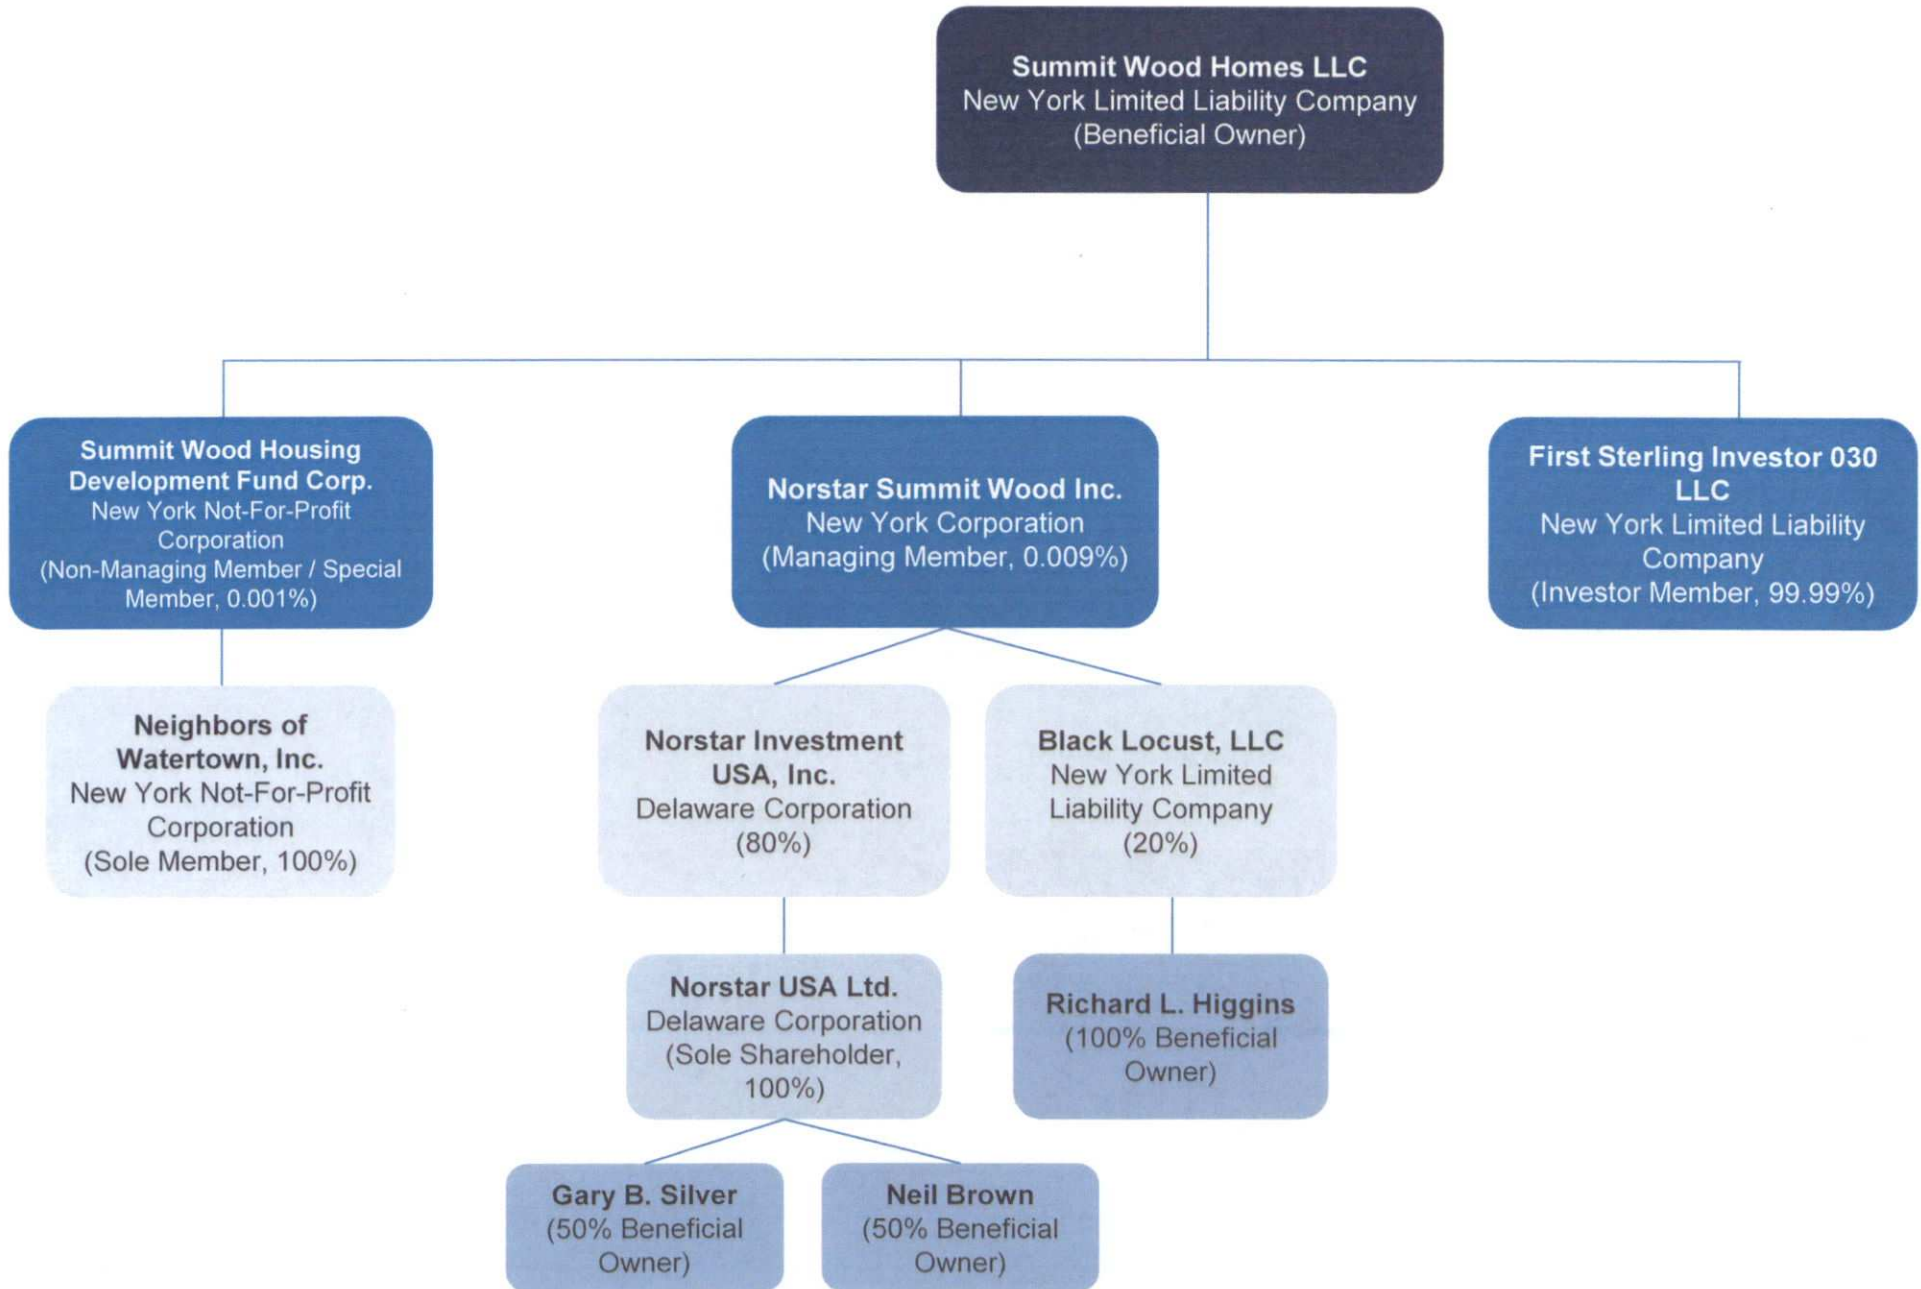 Summit Wood Homes LLC
New York Limited Liability Company
(Beneficial Owner)
Summit Wood Housing
Development Fund Corp.
New York Not-For-Profit
Corporation
(Non-Managing Member / Special
Member, 0.001%)
Norstar Summit Wood Inc.
New York Corporation
(Managing Member, 0.009%)
First Sterling Investor 030
LLC
New York Limited Liability
Company
(Investor Member, 99.99%)
Neighbors of
Watertown, Inc.
New York Not-For-Profit
Corporation
(Sole Member, 100%)
Norstar Investment
USA, Inc.
Delaware Corporation
(80%)
Black Locust, LLC
New York Limited
Liability Company
(20%)
Norstar USA Ltd.
Delaware Corporation
(Sole Shareholder,
100%)
Richard L. Higgins
(100% Beneficial
Owner)
Gary B. Silver
(50% Beneficial
Owner)
Neil Brown
(50% Beneficial
Owner)